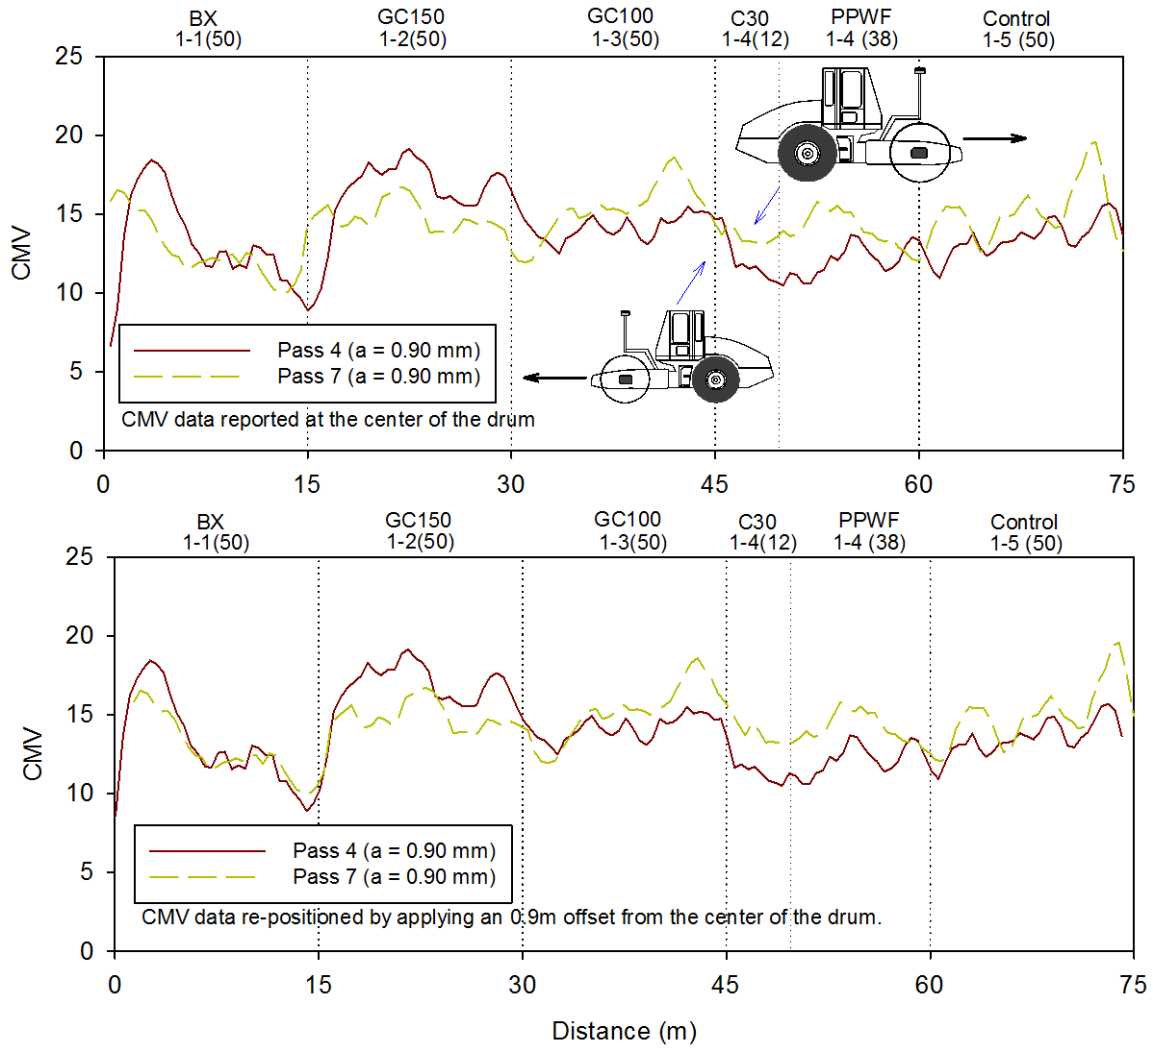 BX GC150 GC100 C30 PPWF Control
1-1(50) 1-2(50) 1-3(50) 1-4(12) 1-4 (38) 1-5 (50)
25
20
15
10
5
0
CMV
Pass 4 (a = 0.90 mm)
Pass 7 (a = 0.90 mm)
CMV data reported at the center of the drum
0 15 30 45 60 75
BX GC150 GC100 C30 PPWF Control
1-1(50) 1-2(50) 1-3(50) 1-4(12) 1-4 (38) 1-5 (50)
25
20
15
10
5
0
CMV
Pass 4 (a = 0.90 mm)
Pass 7 (a = 0.90 mm)
CMV data re-positioned by applying an 0.9m offset from the center of the drum.
0 15 30 45 60 75
Distance (m)